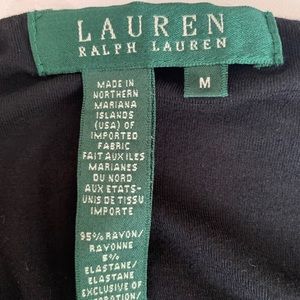 LAUREN
RALPH LAUREN
M
MADE IN
NORTHERN
MARIANA
ISLANDS
(USA) OF
IMPORTED
FABRIC
FAIT AUX ILES
MARIANES
DU NORD
AUX ETATS-
UNIS DE TISSU
IMPORTE
95% RAYON/
RAYONNE
5%
ELASTANE/
ELASTANE
EXCLUSIVE OF